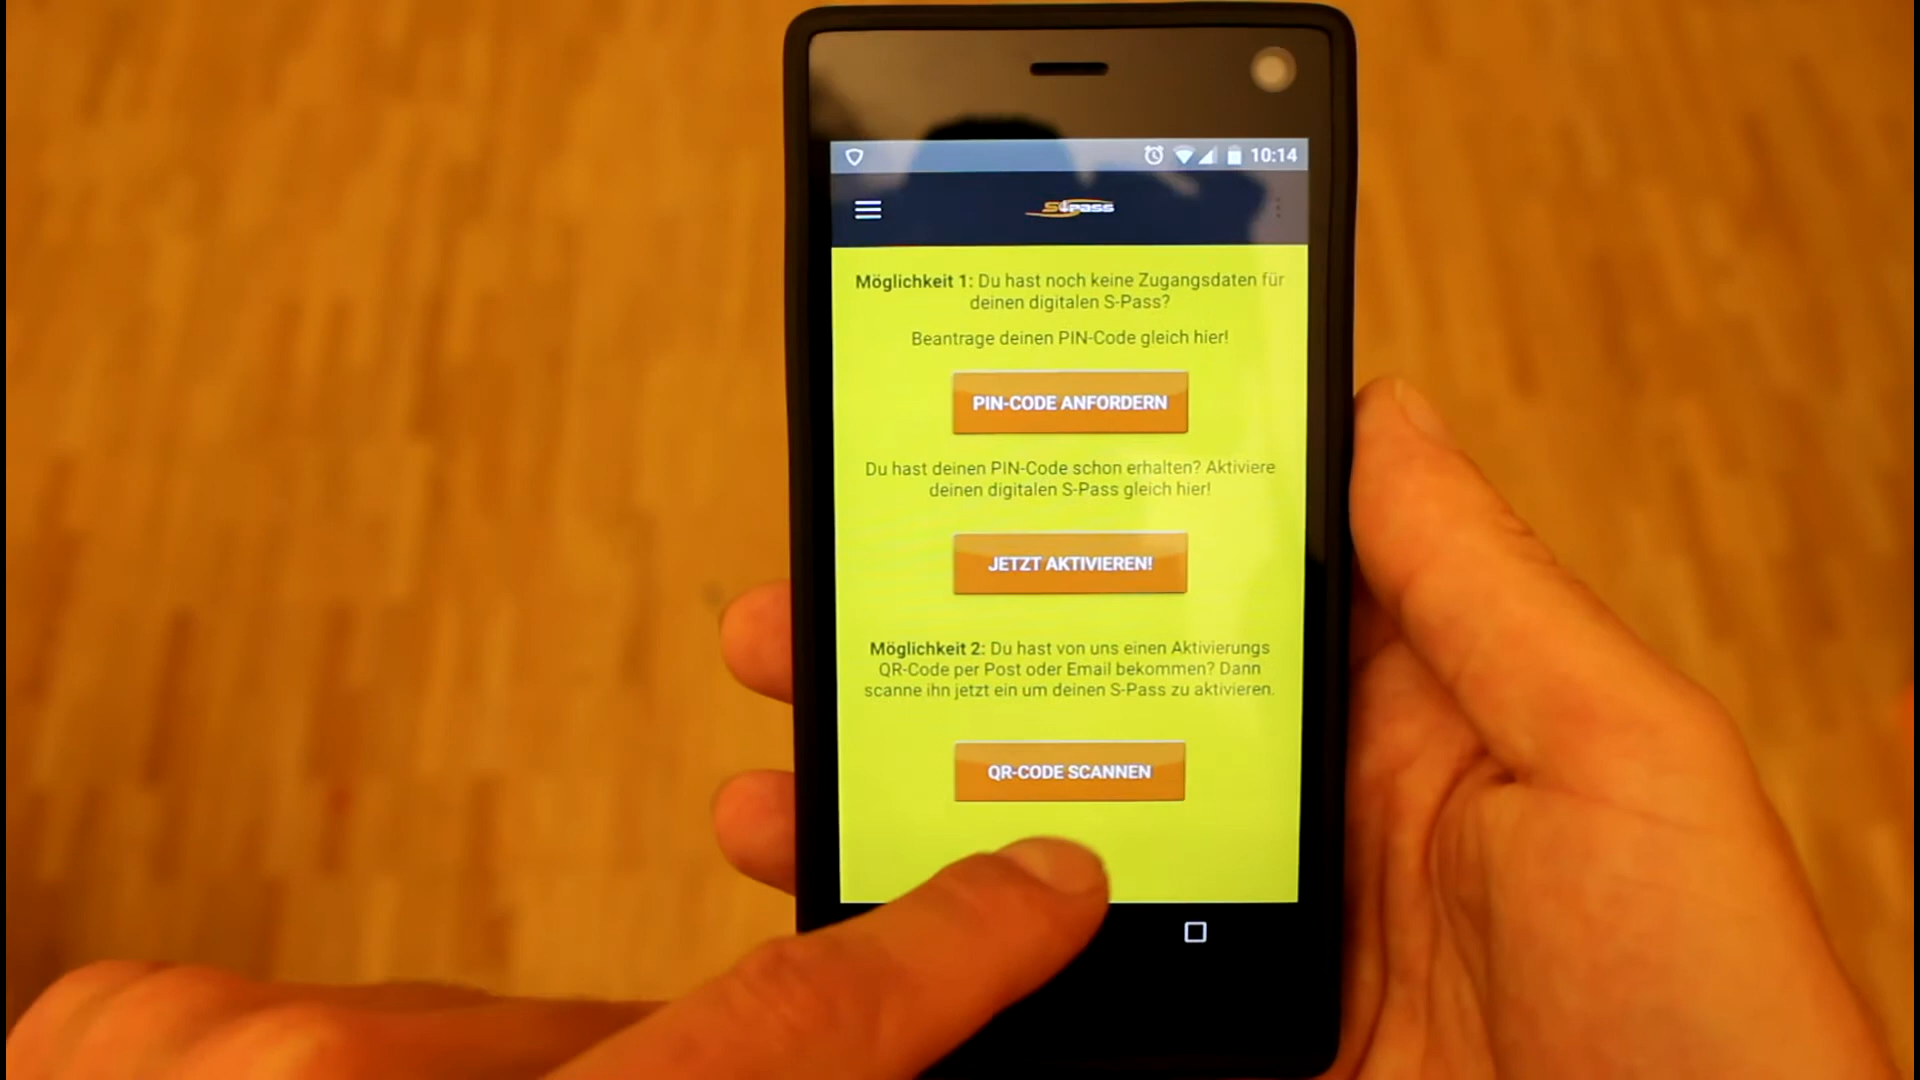 10:14
S-Pass
Möglichkeit 1: Du hast noch keine Zugangsdaten für
deinen digitalen S-Pass?
Beantrage deinen PIN-Code gleich hier!
PIN-CODE ANFORDERN
Du hast deinen PIN-Code schon erhalten? Aktiviere
deinen digitalen S-Pass gleich hier!
JETZT AKTIVIEREN!
Möglichkeit 2: Du hast von uns einen Aktivierungs
QR-Code per Post oder Email bekommen? Dann
scanne ihn jetzt ein um deinen S-Pass zu aktivieren.
QR-CODE SCANNEN